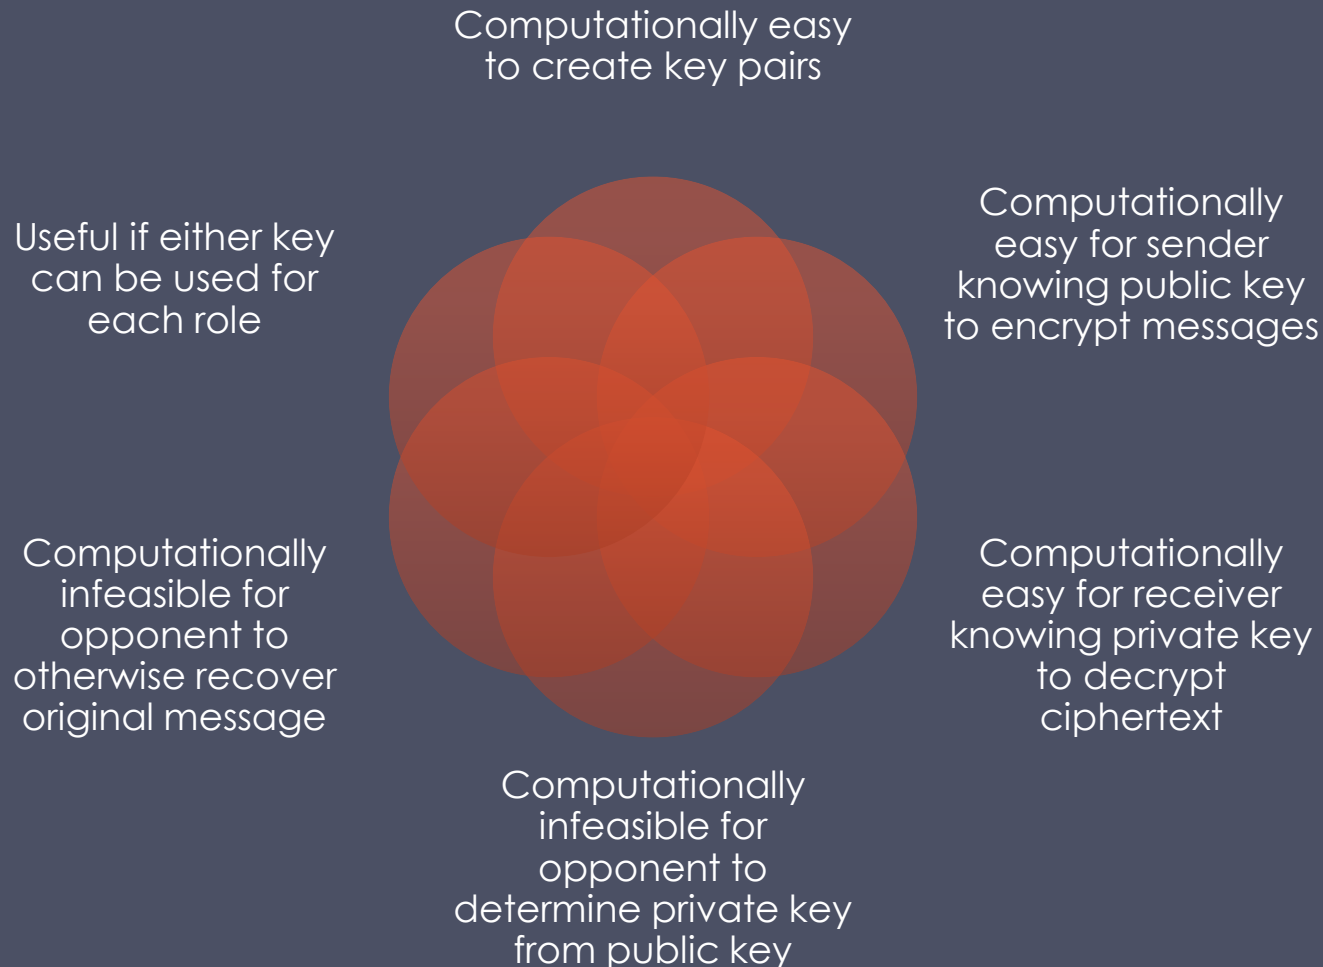 Computationally easy
to create key pairs
Computationally
easy for sender
knowing public key
to encrypt messages
Computationally
easy for receiver
knowing private key
to decrypt
ciphertext
Computationally
infeasible for
opponent to
determine private key
from public key
Computationally
infeasible for
opponent to
otherwise recover
original message
Useful if either key
can be used for
each role